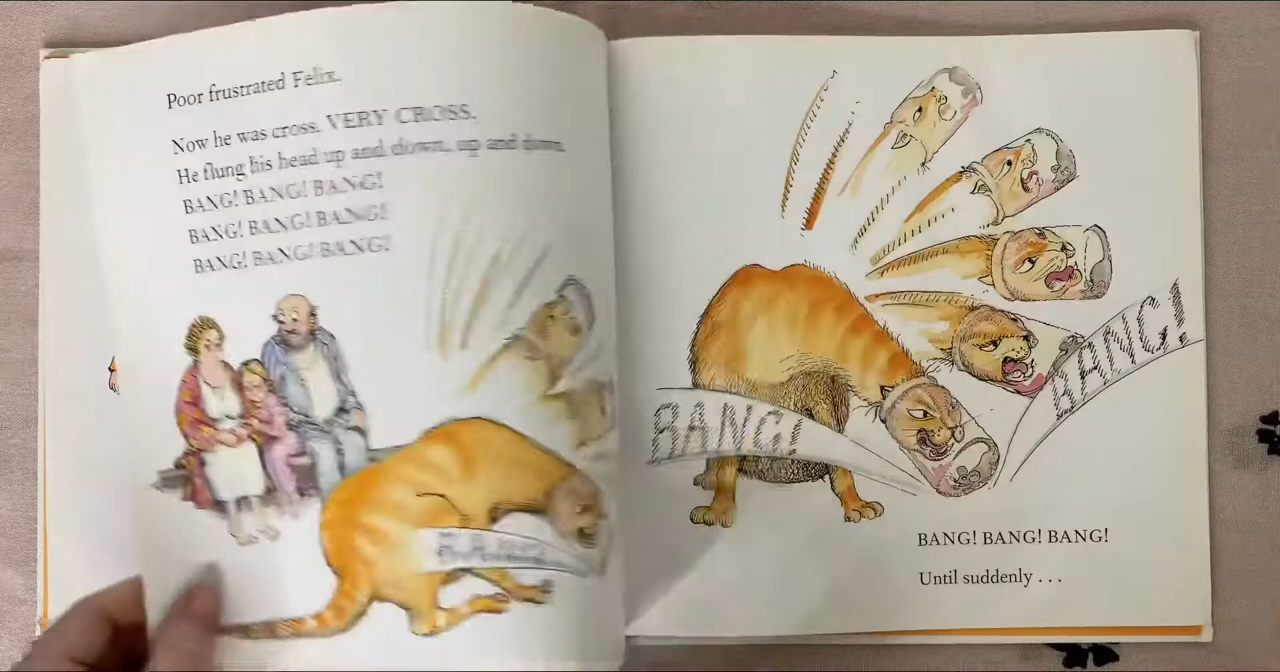 Poor frustrated Felix.
Now he was cross. VERY CROSS.
He flung his head up and down, up and down.
BANG! BANG! BANG!
BANG! BANG! BANG!
BANG! BANG! BANG!
BANG!
BANG!
BANG! BANG! BANG!
Until suddenly . . .